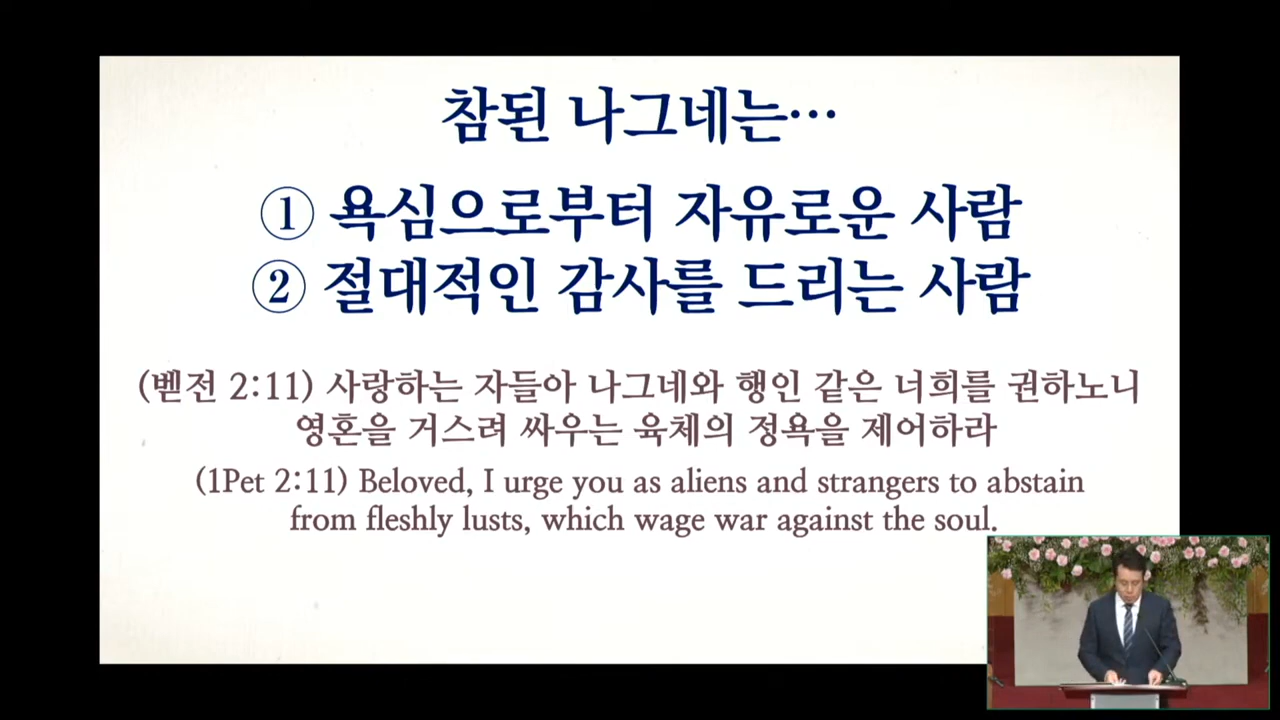 참된 나그네는…
① 욕심으로부터 자유로운 사람
② 절대적인 감사를 드리는 사람
(벧전 2:11) 사랑하는 자들아 나그네와 행인 같은 너희를 권하노니
영혼을 거스려 싸우는 육체의 정욕을 제어하라
(1Pet 2:11) Beloved, I urge you as aliens and strangers to abstain
from fleshly lusts, which wage war against the soul.